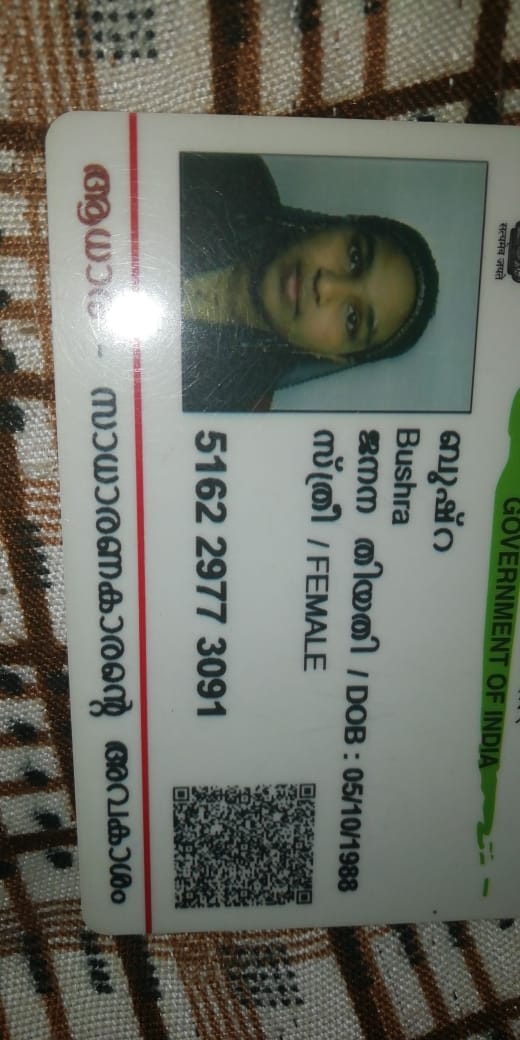 सत्यमेव जयते
GOVERNMENT OF INDIA
ബുഷ്റ
Bushra
ജനന തിയതി / DOB : 05/10/1988
സ്ത്രീ / FEMALE
5162 2977 3091
ആധാര്‍ - സാധാരണക്കാരന്റെ അവകാശം